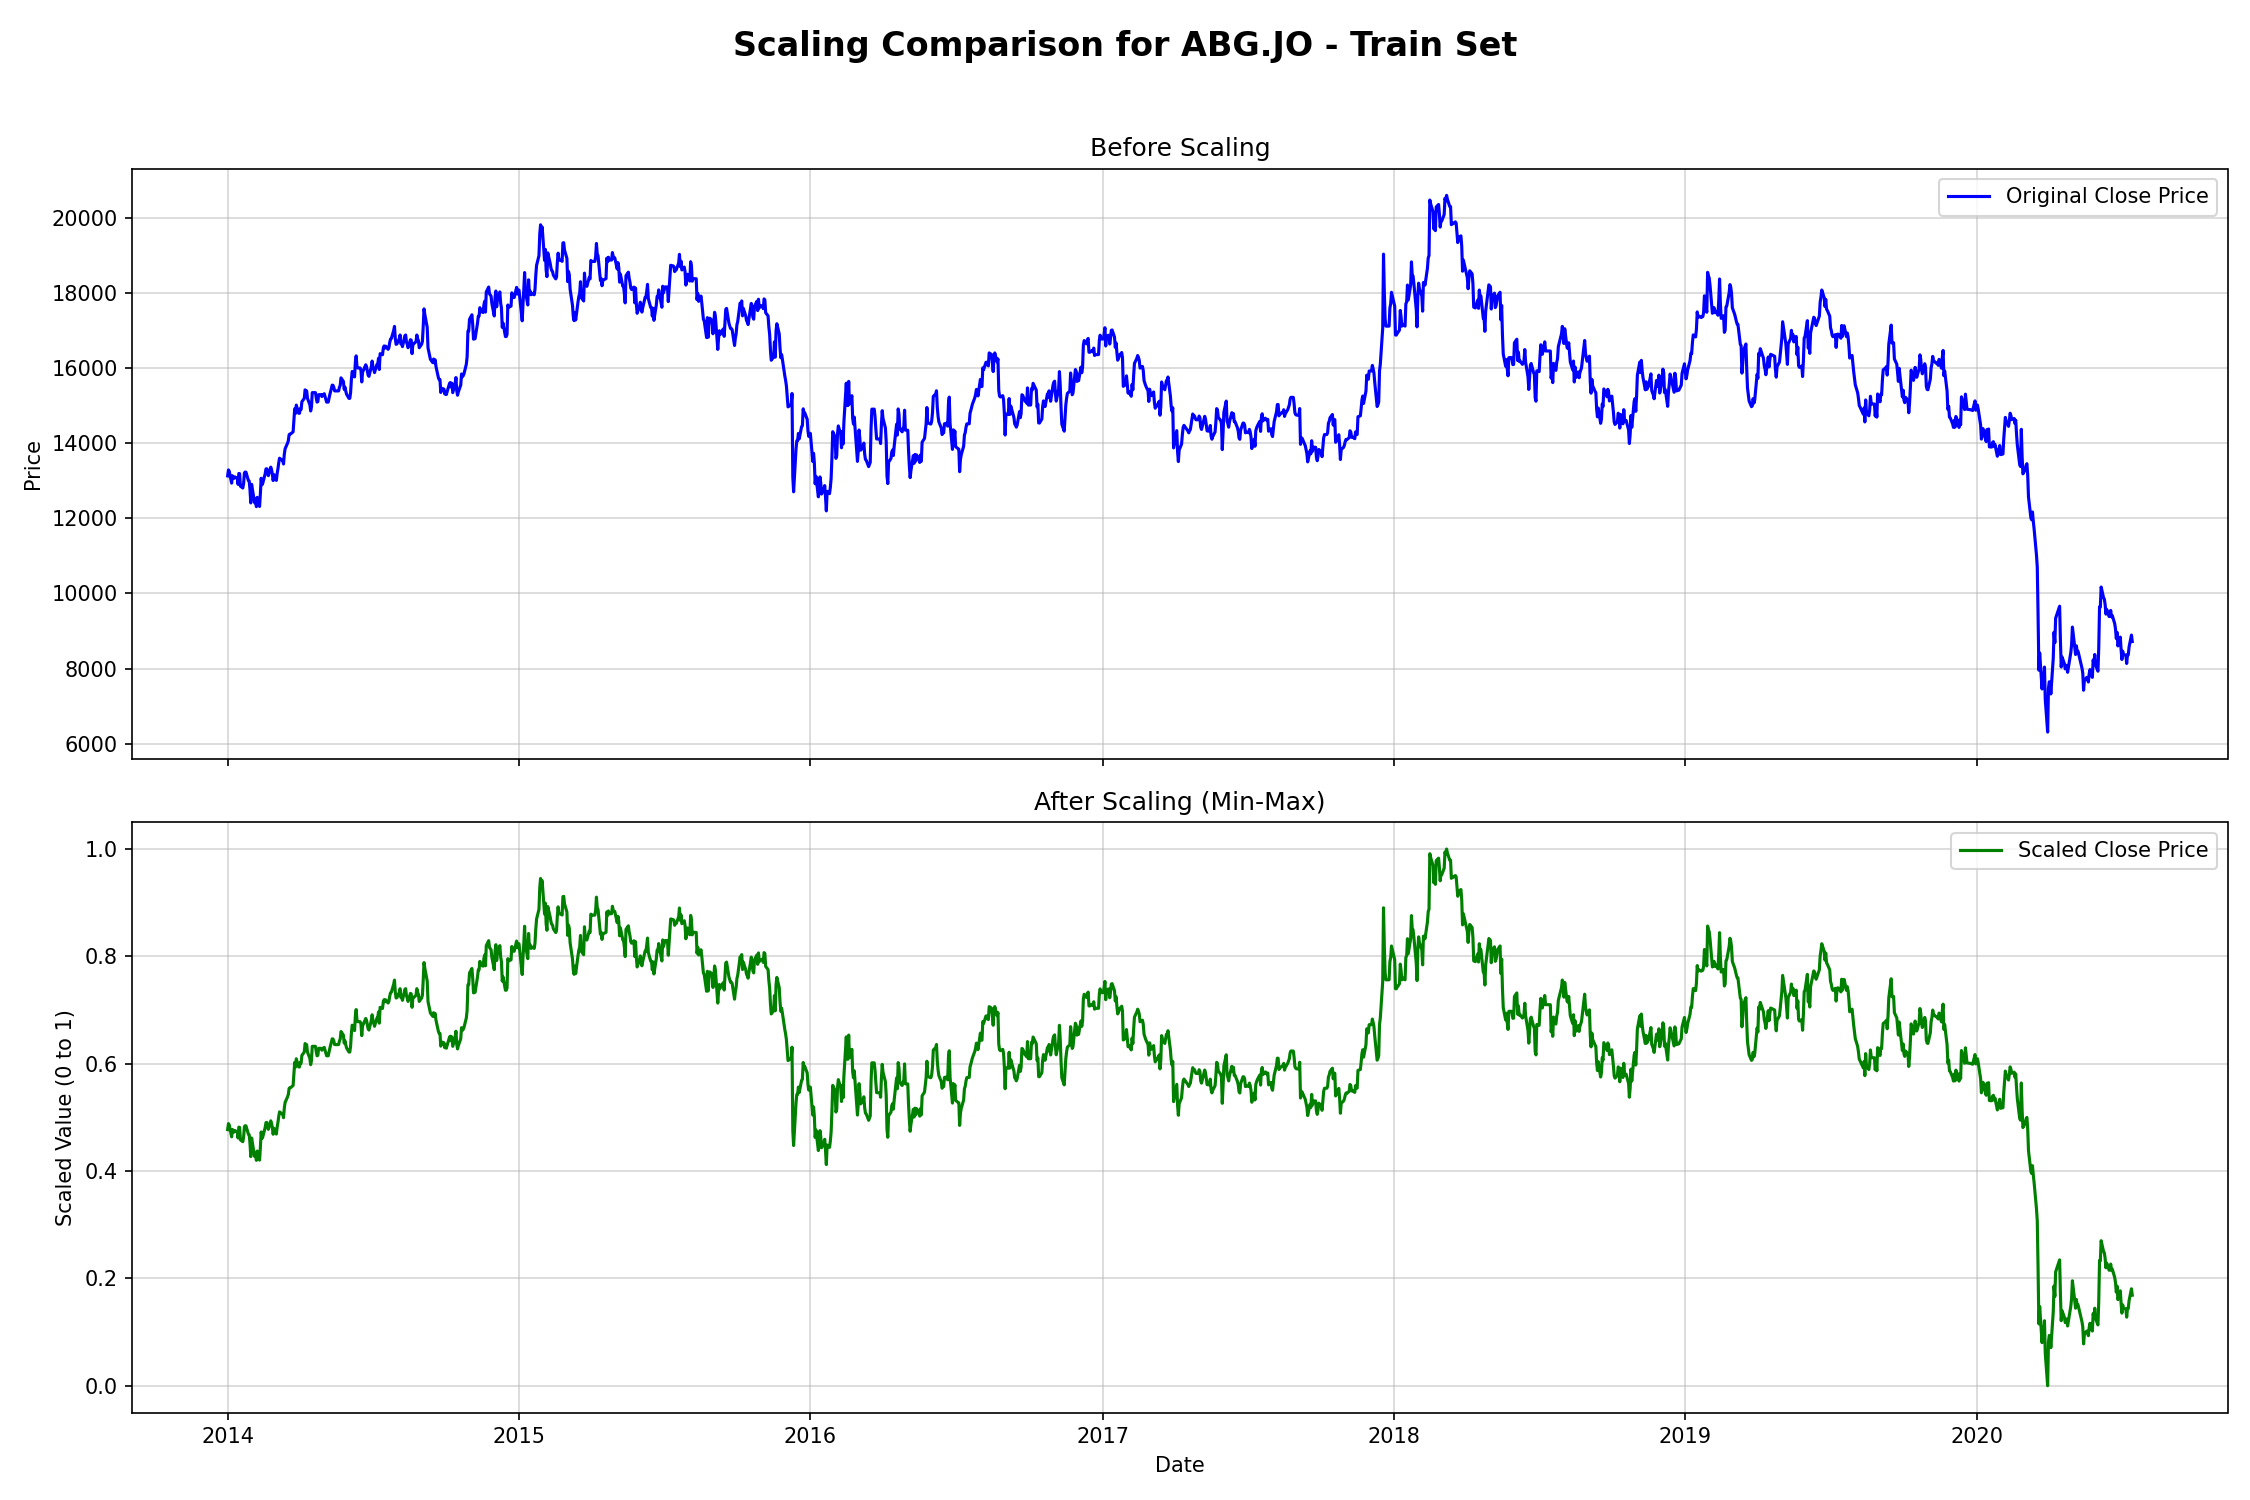 Scaling Comparison for ABG.JO - Train Set
Before Scaling
Original Close Price
Price
20000
18000
16000
14000
12000
10000
8000
6000
After Scaling (Min-Max)
Scaled Close Price
Scaled Value (0 to 1)
1.0
0.8
0.6
0.4
0.2
0.0
2014 2015 2016 2017 2018 2019 2020
Date